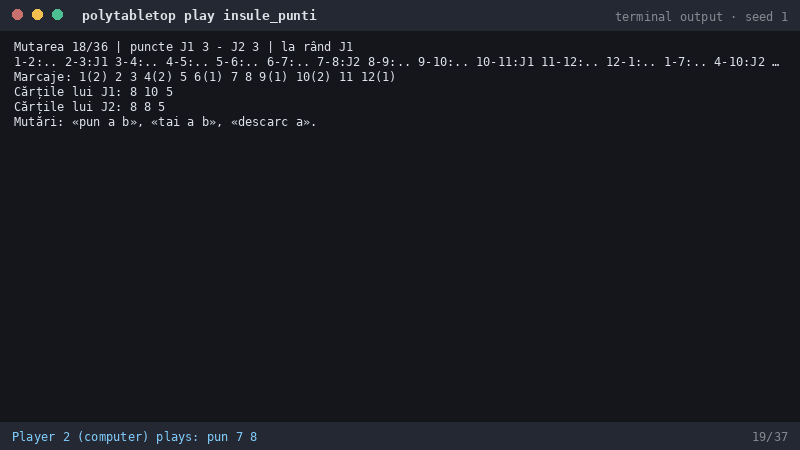 polytabletop play insule_punti
terminal output · seed 1
Mutarea 18/36 | puncte J1 3 - J2 3 | la rând J1
1-2:.. 2-3:J1 3-4:.. 4-5:.. 5-6:.. 6-7:.. 7-8:J2 8-9:.. 9-10:.. 10-11:J1 11-12:.. 12-1:.. 1-7:.. 4-10:J2 …
Marcaje: 1(2) 2 3 4(2) 5 6(1) 7 8 9(1) 10(2) 11 12(1)
Cărțile lui J1: 8 10 5
Cărțile lui J2: 8 8 5
Mutări: «pun a b», «tai a b», «descarc a».
Player 2 (computer) plays: pun 7 8
19/37